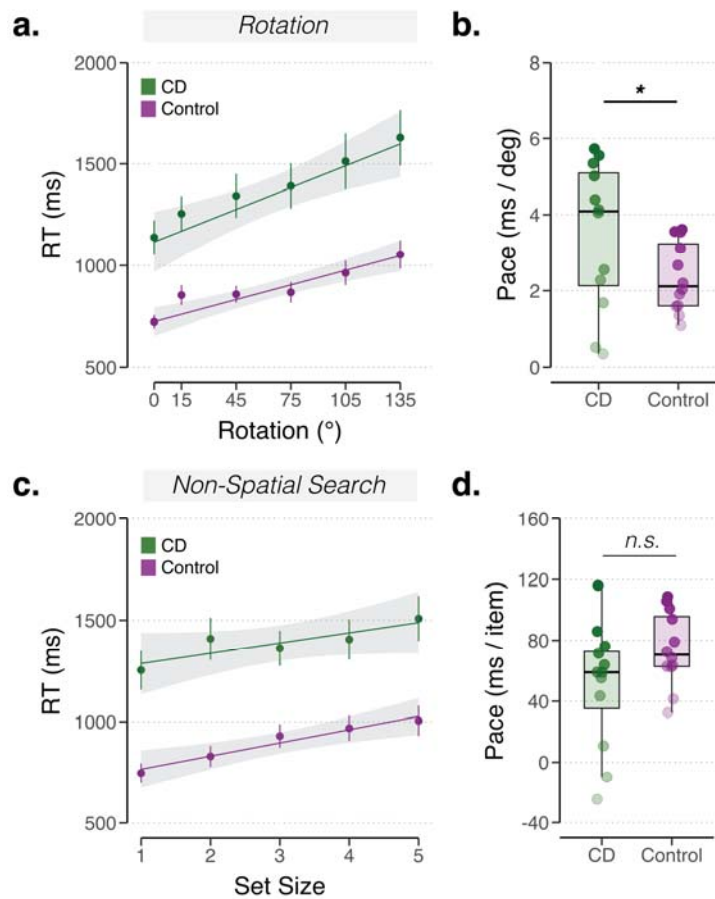 a.
Rotation
2000
1500
1000
500
RT (ms)
CD
Control
0 15 45 75 105 135
Rotation (°)
b.
8
6
4
2
0
Pace (ms / deg)
*
CD Control
c.
Non-Spatial Search
2000
1500
1000
500
RT (ms)
CD
Control
1 2 3 4 5
Set Size
d.
160
120
80
40
0
-40
Pace (ms / item)
n.s.
CD Control